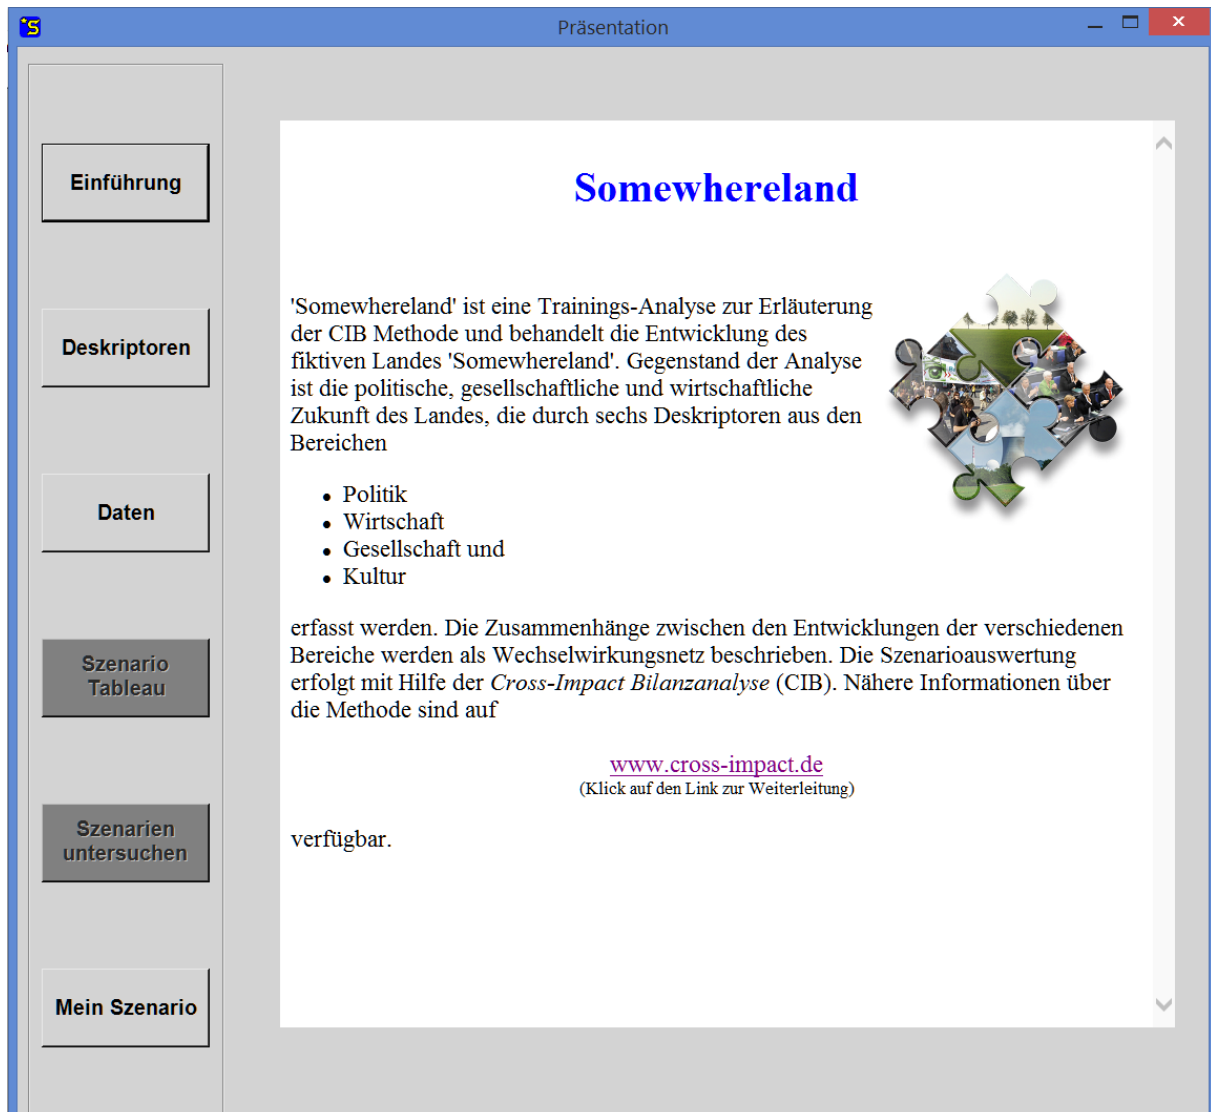 Präsentation
Einführung
Deskriptoren
Daten
Szenario
Tableau
Szenarien
untersuchen
Mein Szenario
Somewhereland
'Somewhereland' ist eine Trainings-Analyse zur Erläuterung
der CIB Methode und behandelt die Entwicklung des
fiktiven Landes 'Somewhereland'. Gegenstand der Analyse
ist die politische, gesellschaftliche und wirtschaftliche
Zukunft des Landes, die durch sechs Deskriptoren aus den
Bereichen
• Politik
• Wirtschaft
• Gesellschaft und
• Kultur
erfasst werden. Die Zusammenhänge zwischen den Entwicklungen der verschiedenen
Bereiche werden als Wechselwirkungsnetz beschrieben. Die Szenarioauswertung
erfolgt mit Hilfe der Cross-Impact Bilanzanalyse (CIB). Nähere Informationen über
die Methode sind auf
www.cross-impact.de
(Klick auf den Link zur Weiterleitung)
verfügbar.